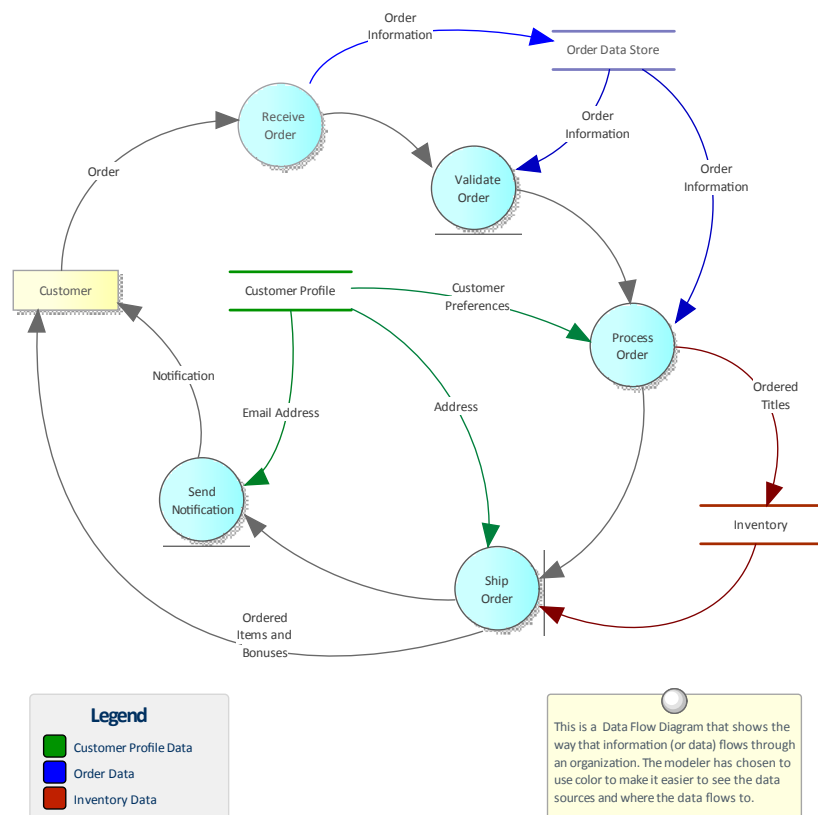 Order
Information
Order Data Store
Receive
Order
Order
Information
Order
Validate
Order
Order
Information
Customer
Customer Profile
Customer
Preferences
Process
Order
Notification
Email Address
Address
Ordered
Titles
Send
Notification
Inventory
Ship
Order
Ordered
Items and
Bonuses
Legend
Customer Profile Data
Order Data
Inventory Data
This is a Data Flow Diagram that shows the
way that information (or data) flows through
an organization. The modeler has chosen to
use color to make it easier to see the data
sources and where the data flows to.